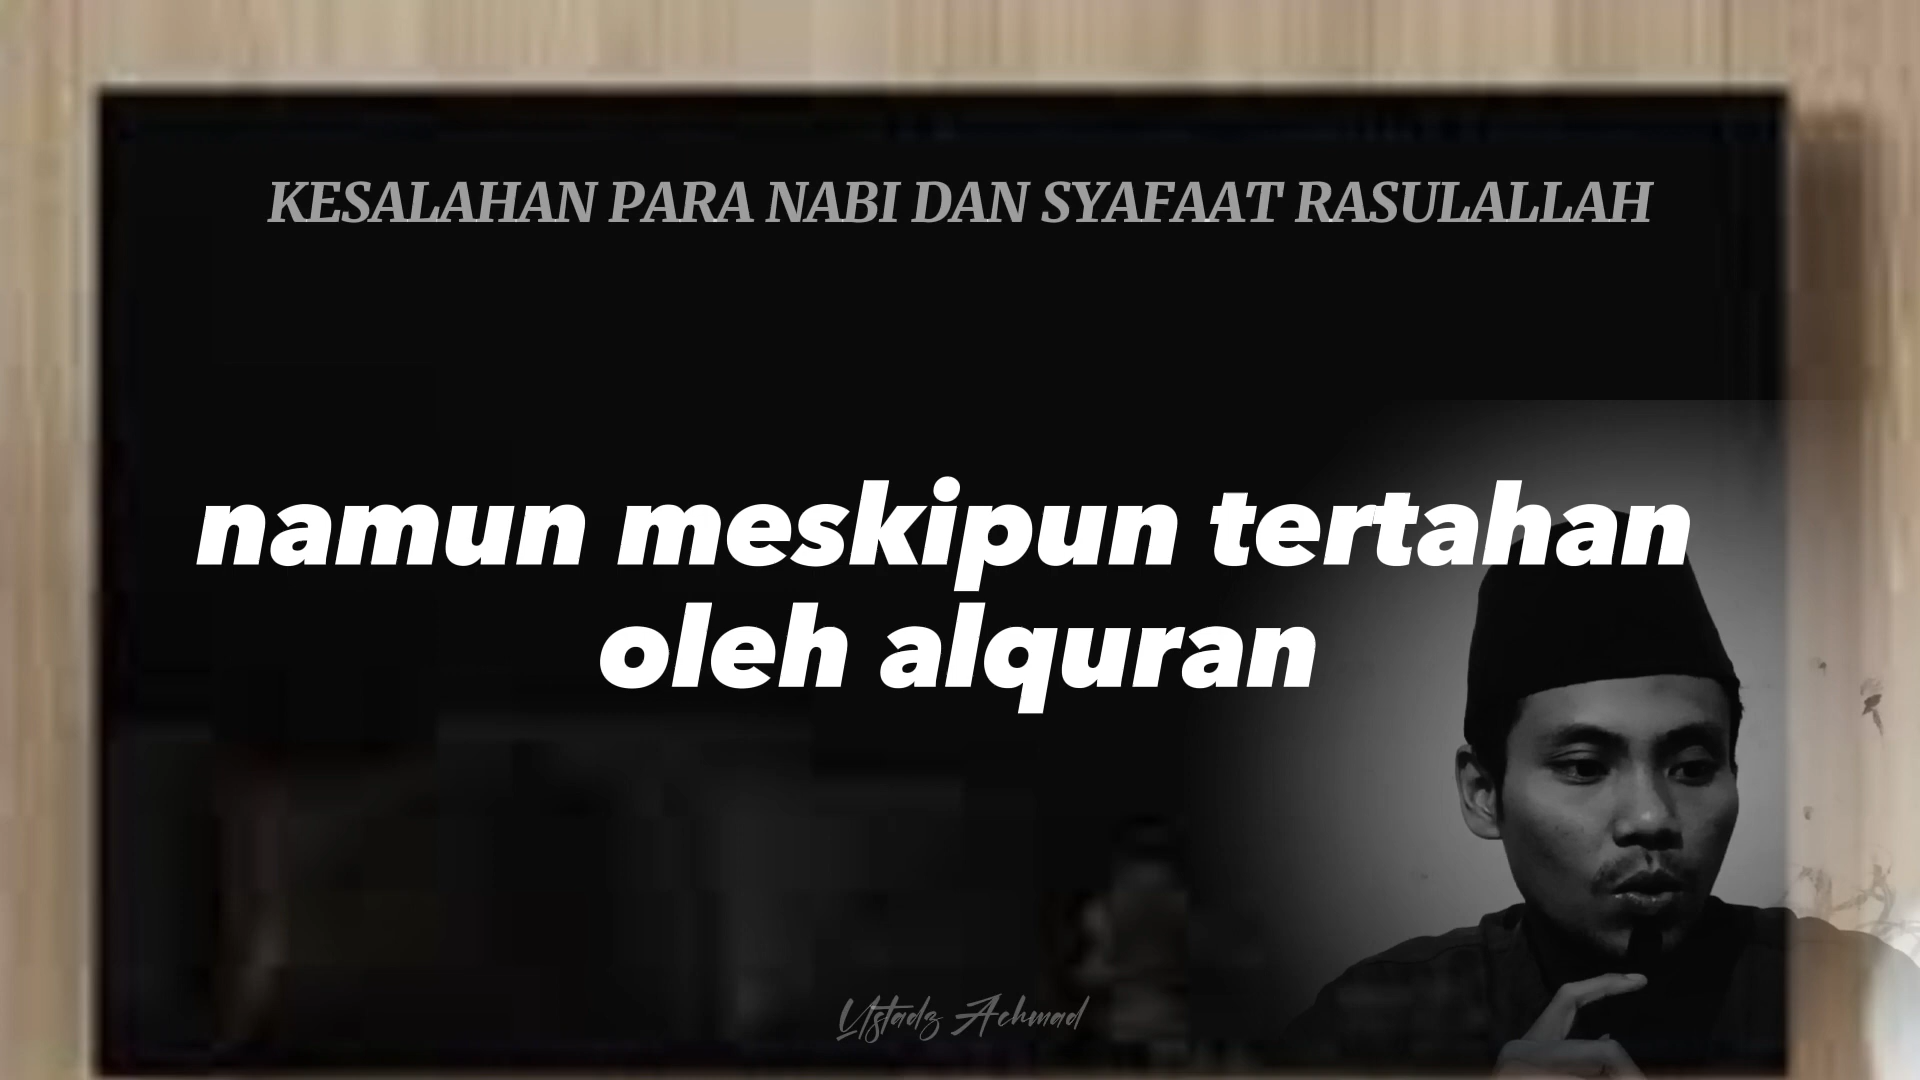 KESALAHAN PARA NABI DAN SYAFAAT RASULALLAH
namun meskipun tertahan
oleh alquran
Ustadz Achmad